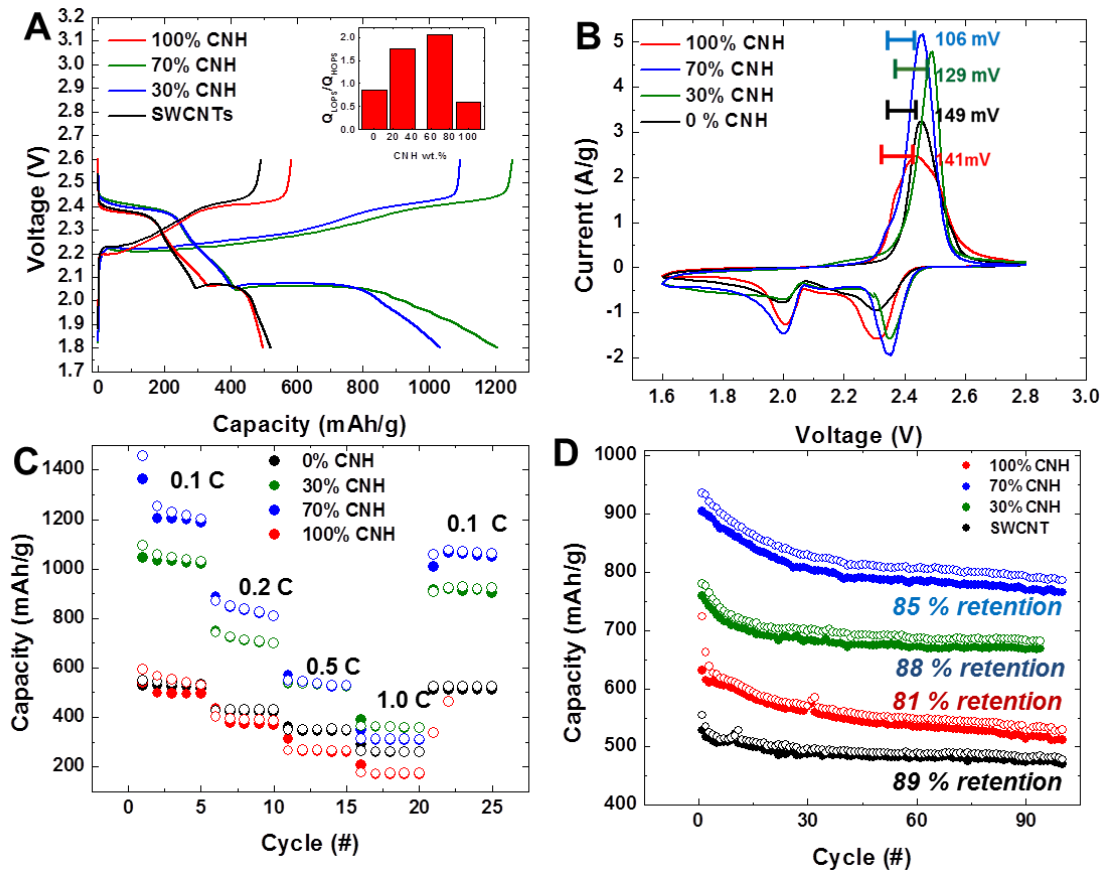 A
3.2
3.1
3.0
2.9
2.8
2.7
2.6
2.5
2.4
2.3
2.2
2.1
2.0
1.9
1.8
1.7
Voltage (V)
100% CNH
70% CNH
30% CNH
SWCNTs
Q_LOPS/Q_HOPS
2.0
1.5
1.0
0.5
0.0
0 20 40 60 80 100
CNH wt.%
0 200 400 600 800 1000 1200
Capacity (mAh/g)
B
5
4
3
2
1
0
-1
-2
Current (A/g)
100% CNH
70% CNH
30% CNH
0 % CNH
106 mV
129 mV
149 mV
141mV
1.6 1.8 2.0 2.2 2.4 2.6 2.8 3.0
Voltage (V)
C
1400
1200
1000
800
600
400
200
Capacity (mAh/g)
0% CNH
30% CNH
70% CNH
100% CNH
0.1 C
0.2 C
0.5 C
1.0 C
0.1 C
0 5 10 15 20 25
Cycle (#)
D
1000
900
800
700
600
500
400
Capacity (mAh/g)
100% CNH
70% CNH
30% CNH
SWCNT
85 % retention
88 % retention
81 % retention
89 % retention
0 30 60 90
Cycle (#)